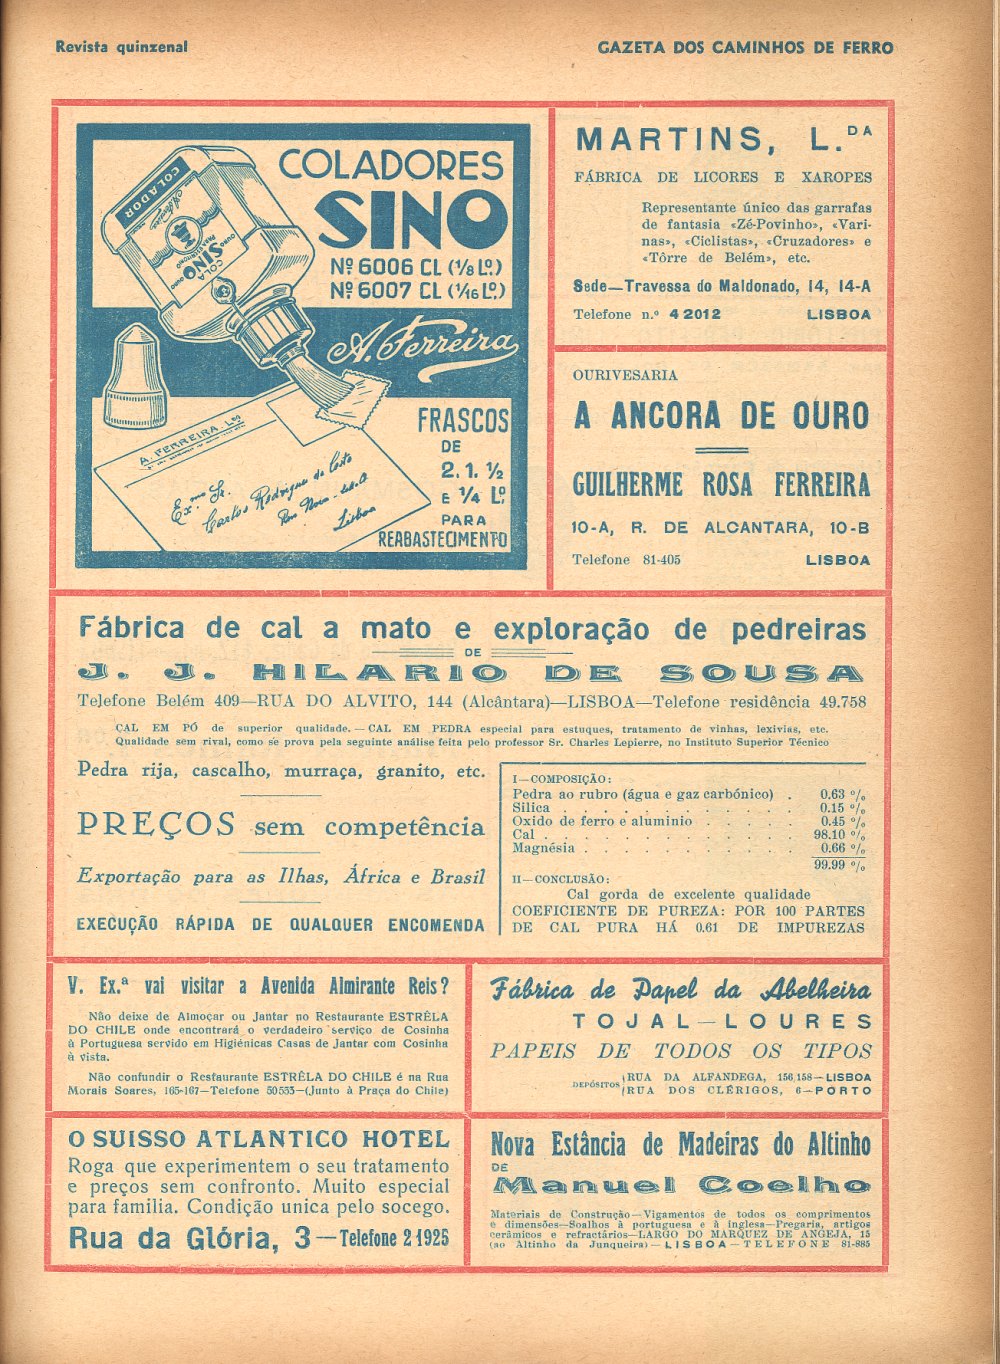 Revista quinzenal
GAZETA DOS CAMINHOS DE FERRO
COLADORES
SINO
Nº 6006 CL (1/8 Lº.)
Nº 6007 CL (1/16 Lº.)
A. Ferreira
COLADOR
COLA
SINO
OURO
FRASCOS
DE
2. 1. ½
E ¼ Lº.
PARA
REABASTECIMENTO
A. FERREIRA, Lda
Exmo Sr.
Carlos Rodrigues da Costa
Rua Nova
Lisboa
MARTINS, L.DA
FÁBRICA DE LICORES E XAROPES
Representante único das garrafas
de fantasia «Zé-Povinho», «Vari-
nas», «Ciclistas», «Cruzadores» e
«Tôrre de Belém», etc.
Sede—Travessa do Maldonado, 14, 14-A
Telefone n.º 42012 LISBOA
OURIVESARIA
A ANCORA DE OURO
GUILHERME ROSA FERREIRA
10-A, R. DE ALCANTARA, 10-B
Telefone 81-405 LISBOA
Fábrica de cal a mato e exploração de pedreiras
DE
J. J. HILARIO DE SOUSA
Telefone Belém 409—RUA DO ALVITO, 144 (Alcântara)—LISBOA—Telefone residência 49.758
CAL EM PÓ de superior qualidade.—CAL EM PEDRA especial para estuques, tratamento de vinhas, lexivias, etc.
Qualidade sem rival, como se prova pela seguinte análise feita pelo professor Sr. Charles Lepierre, no Instituto Superior Técnico
Pedra rija, cascalho, murraça, granito, etc.
PREÇOS sem competência
Exportação para as Ilhas, África e Brasil
EXECUÇÃO RÁPIDA DE QUALQUER ENCOMENDA
I—COMPOSIÇÃO:
Pedra ao rubro (água e gaz carbónico) . 0.63 %
Silica . . . . . . . . . . . . 0.15 %
Oxido de ferro e aluminio . . . . . . 0.45 %
Cal . . . . . . . . . . . . . 98.10 %
Magnésia . . . . . . . . . . . 0.66 %
99.99 %
II—CONCLUSÃO:
Cal gorda de excelente qualidade
COEFICIENTE DE PUREZA: POR 100 PARTES
DE CAL PURA HÁ 0.61 DE IMPUREZAS
V. Ex.ª vai visitar a Avenida Almirante Reis?
Não deixe de Almoçar ou Jantar no Restaurante ESTRÊLA
DO CHILE onde encontrará o verdadeiro serviço de Cosinha
à Portuguesa servido em Higiénicas Casas de Jantar com Cosinha
à vista.
Não confundir o Restaurante ESTRÊLA DO CHILE é na Rua
Morais Soares, 165-167—Telefone 50535—(Junto à Praça do Chile)
Fábrica de Papel da Abelheira
TOJAL—LOURES
PAPEIS DE TODOS OS TIPOS
DEPÓSITOS
RUA DA ALFANDEGA, 156,158—LISBOA
RUA DOS CLÉRIGOS, 6—PORTO
O SUISSO ATLANTICO HOTEL
Roga que experimentem o seu tratamento
e preços sem confronto. Muito especial
para familia. Condição unica pelo socego.
Rua da Glória, 3—Telefone 2 1925
Nova Estância de Madeiras do Altinho
DE
Manuel Coelho
Materiais de Construção—Vigamentos de todos os comprimentos
e dimensões—Soalhos à portuguesa e à inglesa—Pregaria, artigos
cerâmicos e refractários—LARGO DO MARQUEZ DE ANGEJA, 15
(ao Altinho da Junqueira)—LISBOA—TELEFONE 81-885